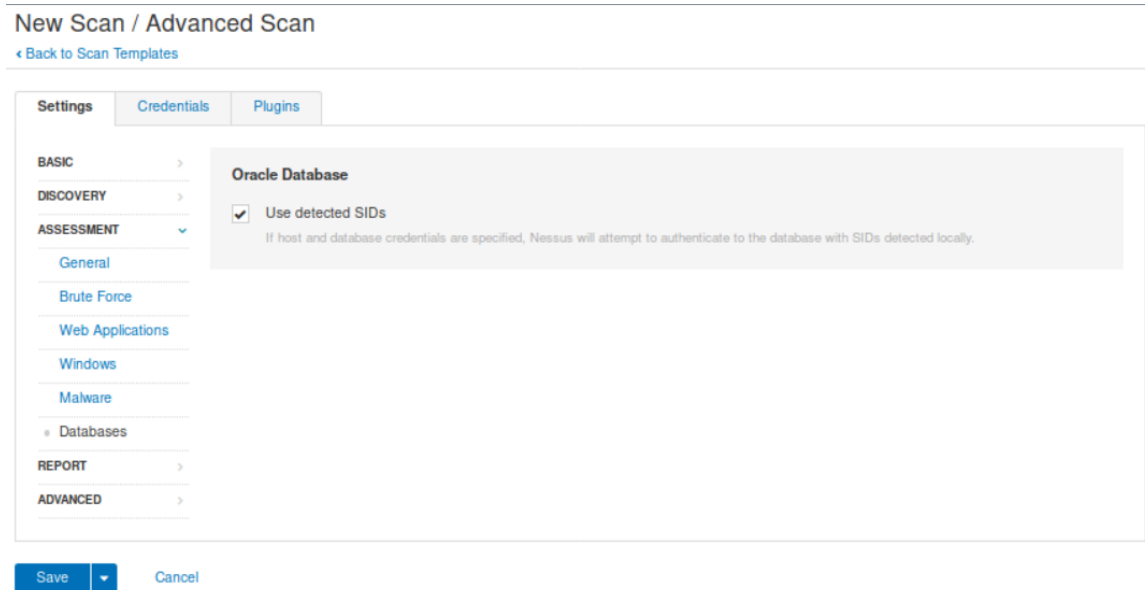 New Scan / Advanced Scan
‹ Back to Scan Templates
Settings
Credentials
Plugins
BASIC
DISCOVERY
ASSESSMENT
General
Brute Force
Web Applications
Windows
Malware
Databases
REPORT
ADVANCED
Oracle Database
Use detected SIDs
If host and database credentials are specified, Nessus will attempt to authenticate to the database with SIDs detected locally.
Save
Cancel